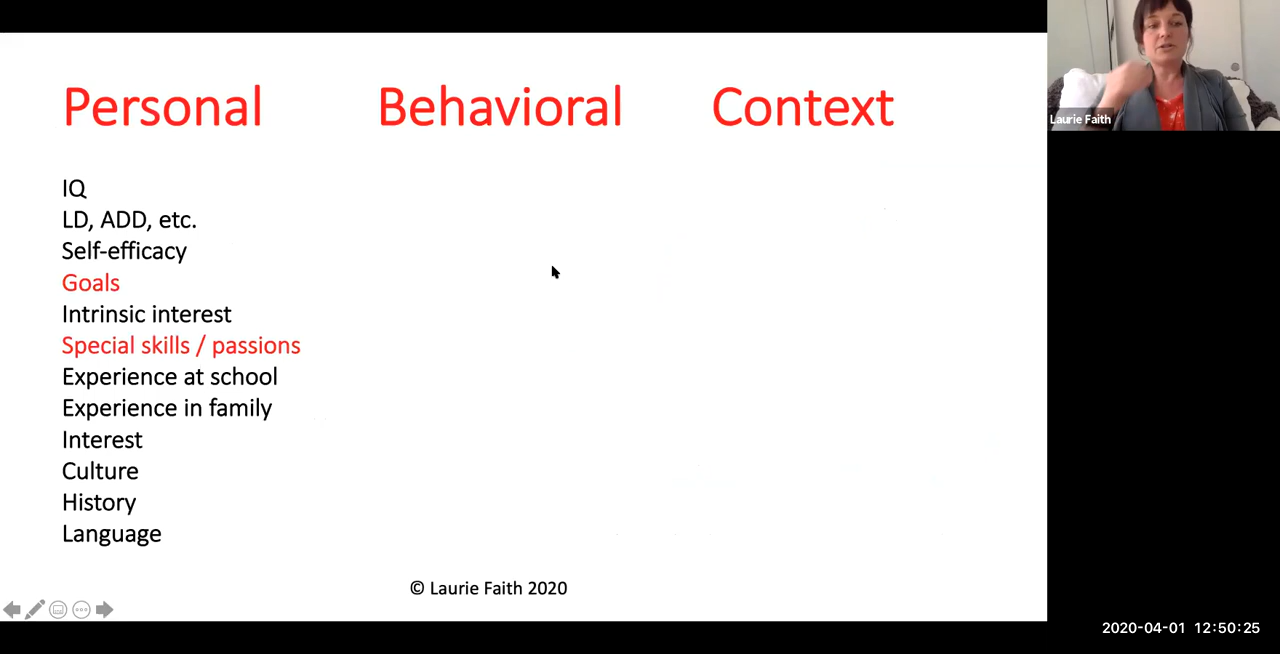 Personal Behavioral Context
IQ
LD, ADD, etc.
Self-efficacy
Goals
Intrinsic interest
Special skills / passions
Experience at school
Experience in family
Interest
Culture
History
Language
© Laurie Faith 2020
Laurie Faith
2020-04-01 12:50:25